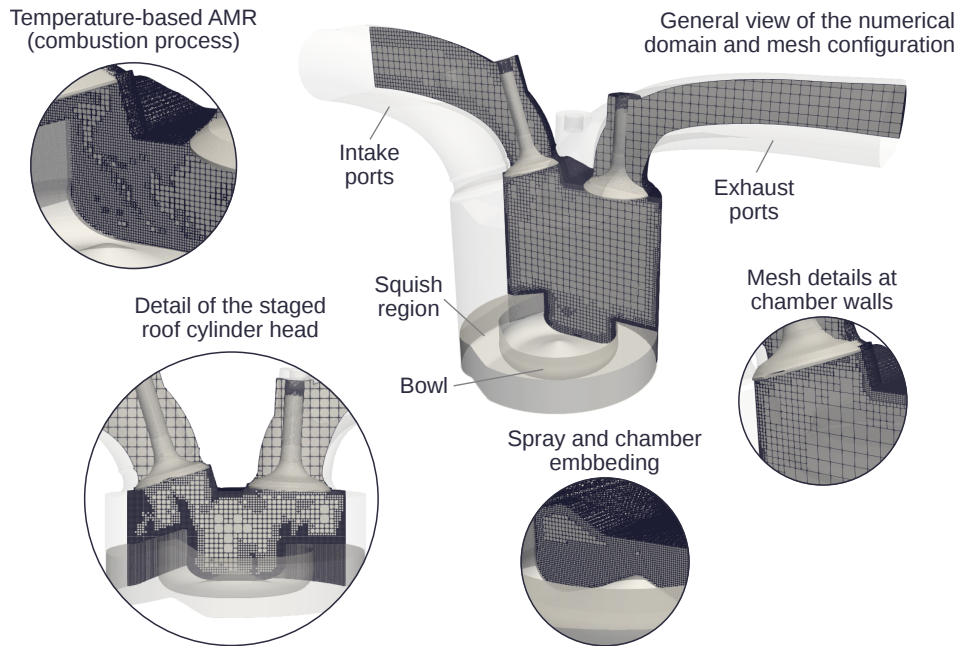 Temperature-based AMR
(combustion process)
General view of the numerical
domain and mesh configuration
Intake
ports
Exhaust
ports
Squish
region
Mesh details at
chamber walls
Detail of the staged
roof cylinder head
Bowl
Spray and chamber
embbeding